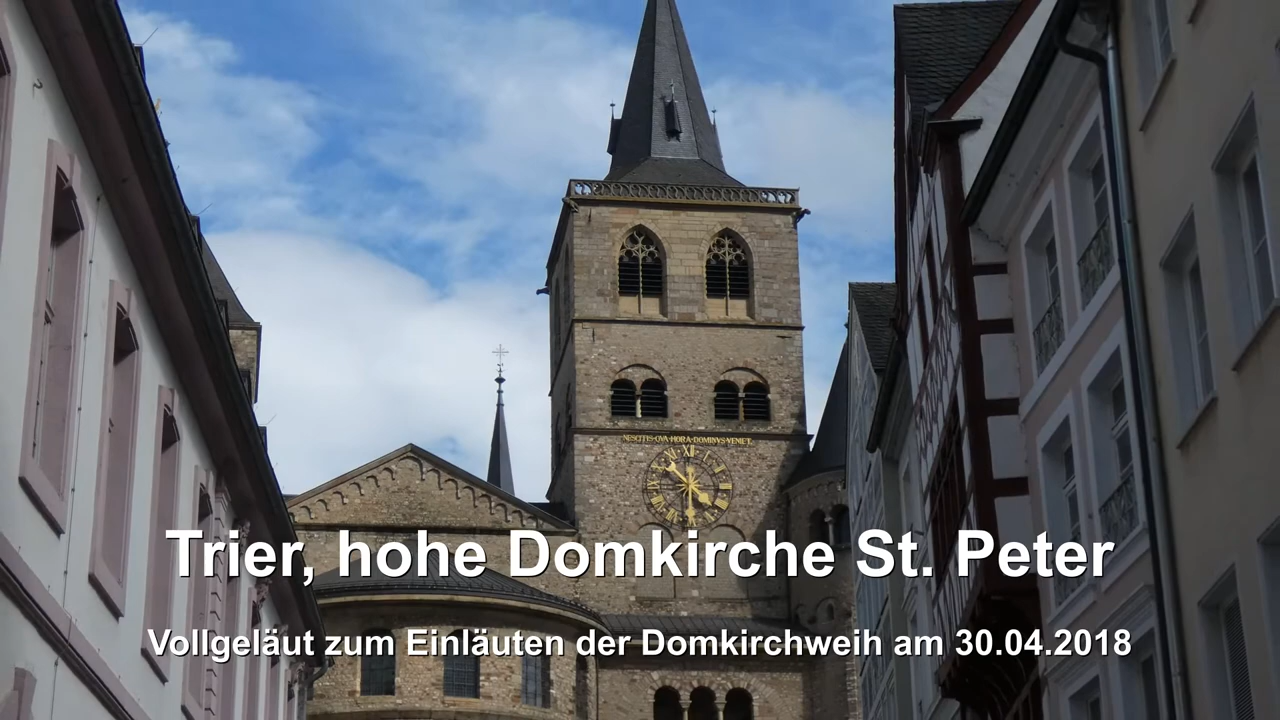 NESCITIS·QVA·HORA·DOMINVS·VENIET
Trier, hohe Domkirche St. Peter
Vollgeläut zum Einläuten der Domkirchweih am 30.04.2018